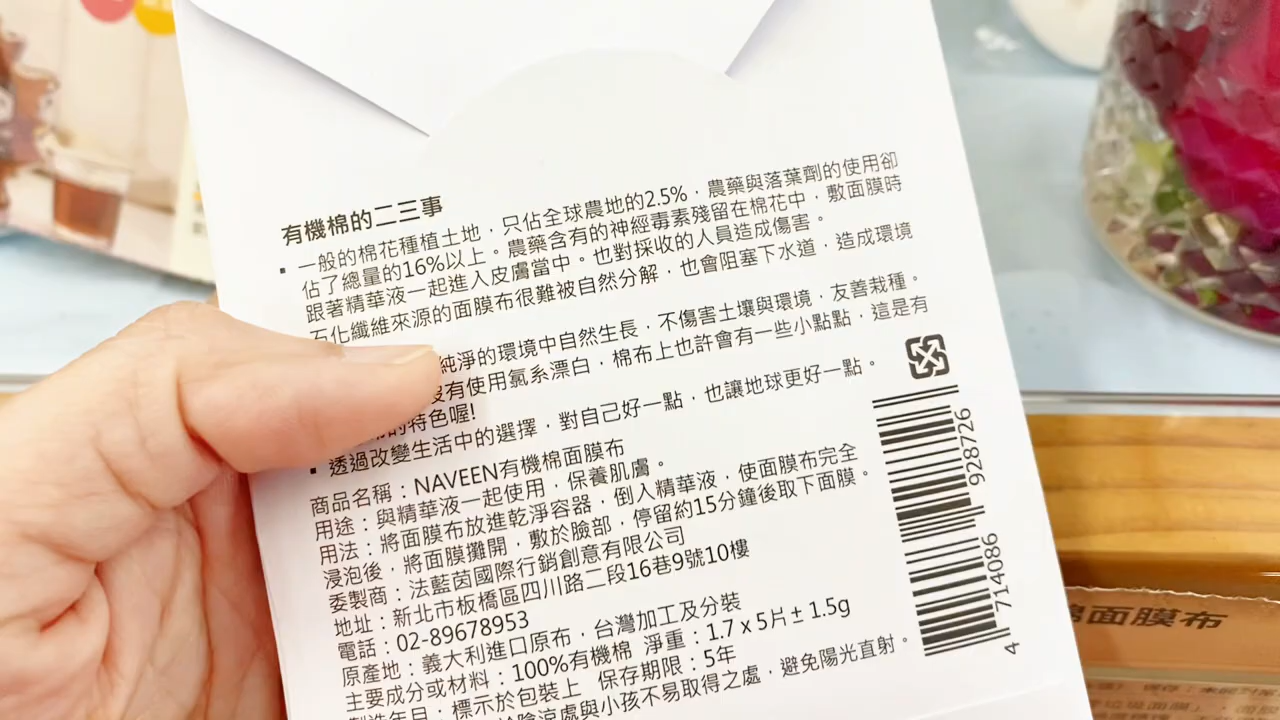 有機棉的二三事
▪ 一般的棉花種植土地，只佔全球農地的2.5%，農藥與落葉劑的使用卻
佔了總量的16%以上。農藥含有的神經毒素殘留在棉花中，敷面膜時
跟著精華液一起進入皮膚當中。也對採收的人員造成傷害。
石化纖維來源的面膜布很難被自然分解，也會阻塞下水道，造成環境
純淨的環境中自然生長，不傷害土壤與環境，友善栽種。
沒有使用氯系漂白，棉布上也許會有一些小點點，這是有
的特色喔!
▪ 透過改變生活中的選擇，對自己好一點，也讓地球更好一點。
商品名稱：NAVEEN有機棉面膜布
用途：與精華液一起使用，保養肌膚。
用法：將面膜布放進乾淨容器，倒入精華液，使面膜布完全
浸泡後，將面膜攤開，敷於臉部，停留約15分鐘後取下面膜。
委製商：法藍茵國際行銷創意有限公司
地址：新北市板橋區四川路二段16巷9號10樓
電話：02-89678953
原產地：義大利進口原布，台灣加工及分裝
主要成分或材料：100%有機棉 淨重：1.7 x 5片± 1.5g
製造年月，標示於包裝上 保存期限：5年
於陰涼處與小孩不易取得之處，避免陽光直射。
4 714086 928726
面膜布